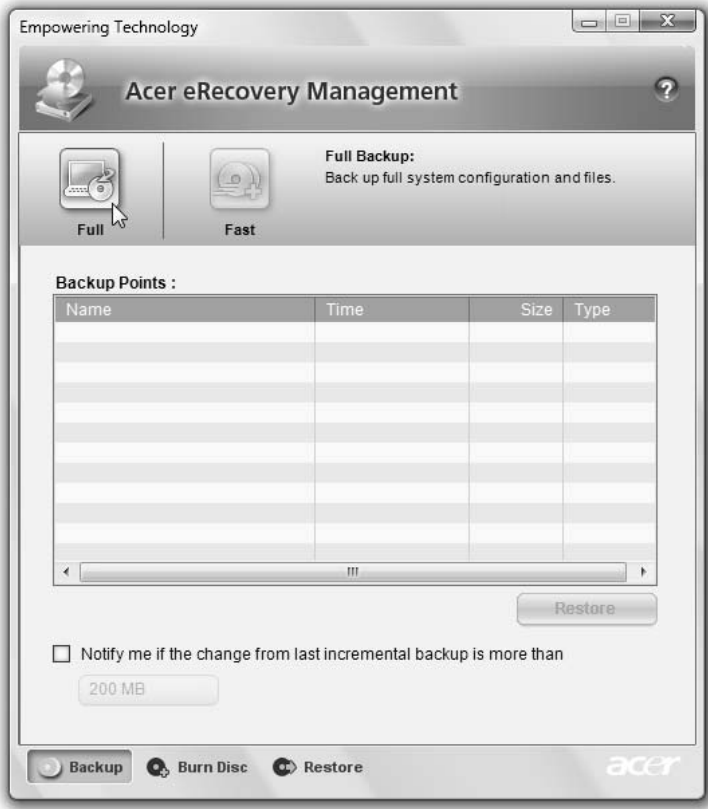 Empowering Technology
Acer eRecovery Management
?
Full
Fast
Full Backup:
Back up full system configuration and files.
Backup Points :
Name Time Size Type
Restore
Notify me if the change from last incremental backup is more than
200 MB
Backup Burn Disc Restore
acer